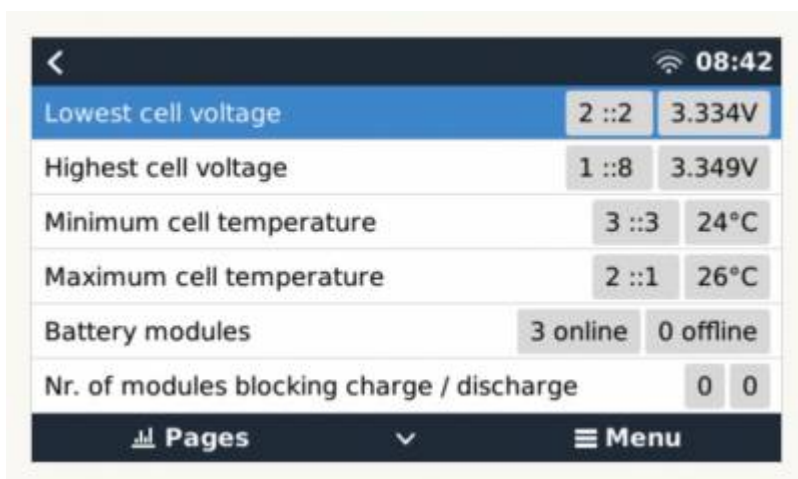 08:42
Lowest cell voltage 2 ::2 3.334V
Highest cell voltage 1 ::8 3.349V
Minimum cell temperature 3 ::3 24°C
Maximum cell temperature 2 ::1 26°C
Battery modules 3 online 0 offline
Nr. of modules blocking charge / discharge 0 0
Pages Menu